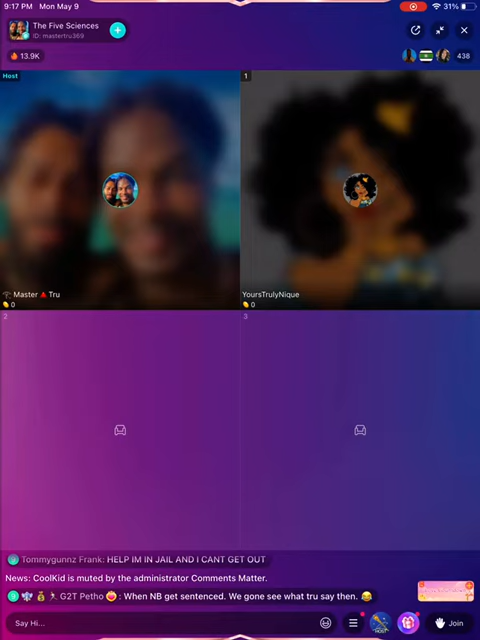 9:17 PM Mon May 9
31%
The Five Sciences
ID: mastertru369
13.9K
438
Host
1
Master Tru
0
YoursTrulyNique
0
2
3
Tommygunnz Frank: HELP IM IN JAIL AND I CANT GET OUT
News: CoolKid is muted by the administrator Comments Matter.
9 G2T Petho : When NB get sentenced. We gone see what tru say then. 😂
Say Hi...
Join